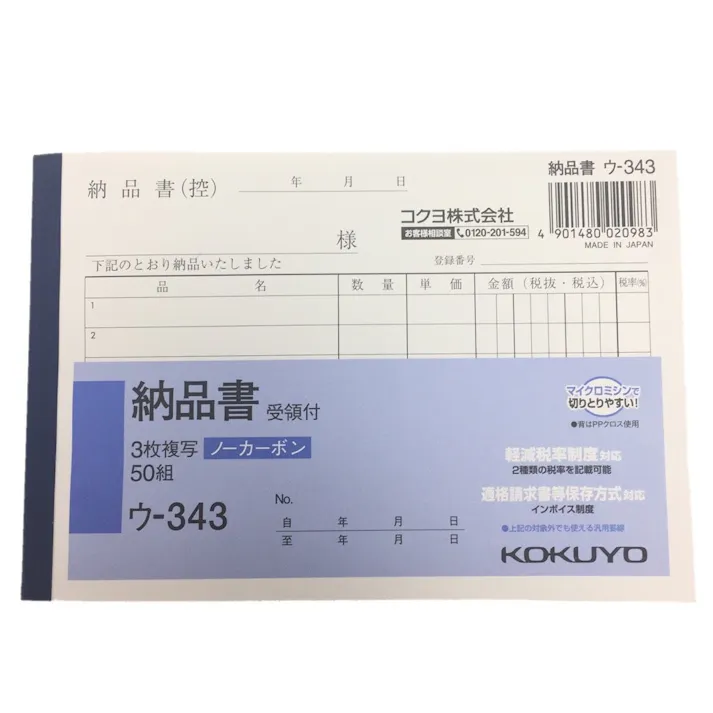 納品書(控)
年 月 日
納品書 ウ-343
コクヨ株式会社
お客様相談室 0120-201-594
4 901480 020983
MADE IN JAPAN
様
下記のとおり納品いたしました
登録番号
品 名 数量 単価 金額(税抜・税込) 税率(%)
1
2
納品書 受領付
3枚複写 ノーカーボン
50組
ウ-343
No.
自 年 月 日
至 年 月 日
マイクロミシンで
切りとりやすい!
●背はPPクロス使用
軽減税率制度対応
2種類の税率を記載可能
適格請求書等保存方式対応
インボイス制度
●上記の対象外でも使える汎用罫線
KOKUYO